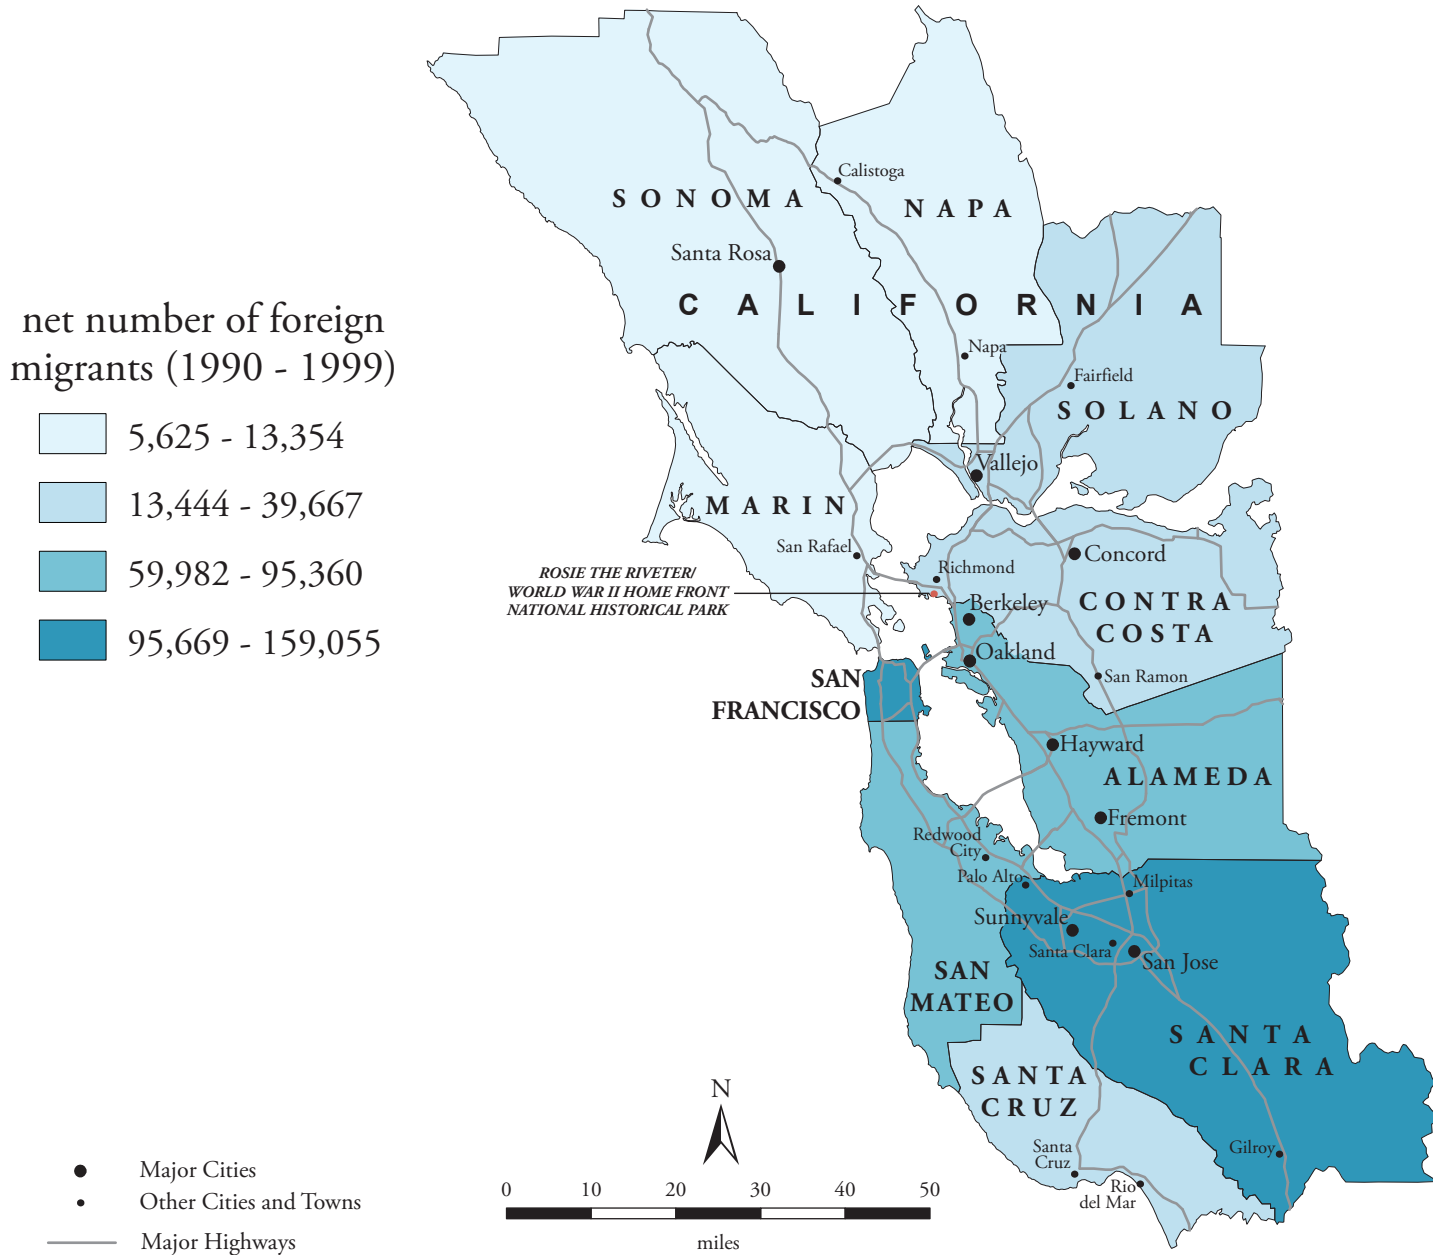 net number of foreign
migrants (1990 - 1999)
5,625 - 13,354
13,444 - 39,667
59,982 - 95,360
95,669 - 159,055
SONOMA
Calistoga
NAPA
Santa Rosa
CALIFORNIA
Napa
Fairfield
SOLANO
Vallejo
MARIN
San Rafael
Concord
Richmond
ROSIE THE RIVETER/
WORLD WAR II HOME FRONT
NATIONAL HISTORICAL PARK
Berkeley
CONTRA
COSTA
Oakland
San Ramon
SAN
FRANCISCO
Hayward
ALAMEDA
Fremont
Redwood
City
Palo Alto
Milpitas
Sunnyvale
Santa Clara
San Jose
SAN
MATEO
SANTA
CLARA
SANTA
CRUZ
Santa
Cruz
Gilroy
Rio
del Mar
N
0 10 20 30 40 50
miles
Major Cities
Other Cities and Towns
Major Highways